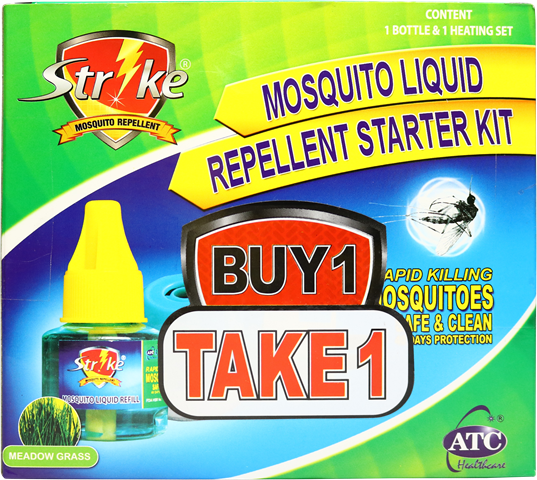 CONTENT
1 BOTTLE & 1 HEATING SET
Strike®
MOSQUITO REPELLENT
MOSQUITO LIQUID
REPELLENT STARTER KIT
BUY 1
TAKE 1
APID KILLING
OSQUITOES
AFE & CLEAN
DAYS PROTECTION
Strike
MOSQUITO LIQUID REFILL
MEADOW GRASS
ATC®
Healthcare